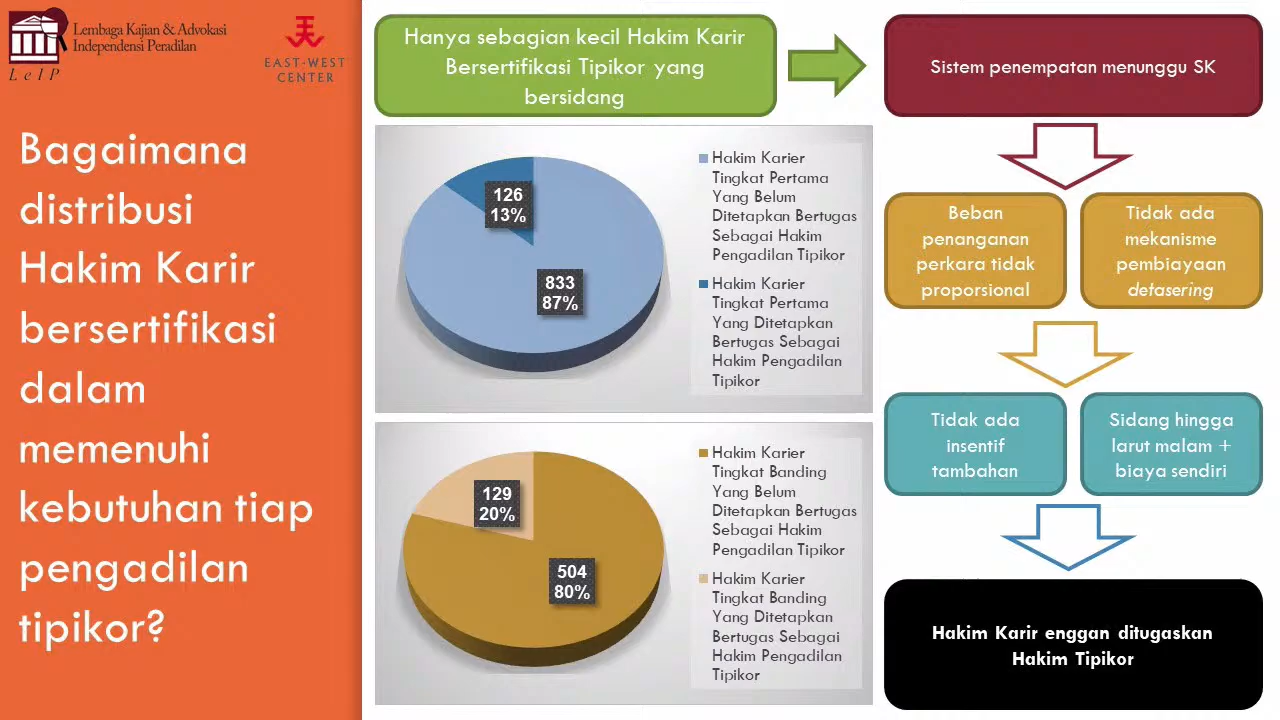 Lembaga Kajian & Advokasi
Independensi Peradilan
L e I P
EAST-WEST
CENTER
Bagaimana
distribusi
Hakim Karir
bersertifikasi
dalam
memenuhi
kebutuhan tiap
pengadilan
tipikor?
Hanya sebagian kecil Hakim Karir
Bersertifikasi Tipikor yang
bersidang
126
13%
833
87%
Hakim Karier
Tingkat Pertama
Yang Belum
Ditetapkan Bertugas
Sebagai Hakim
Pengadilan Tipikor
Hakim Karier
Tingkat Pertama
Yang Ditetapkan
Bertugas Sebagai
Hakim Pengadilan
Tipikor
129
20%
504
80%
Hakim Karier
Tingkat Banding
Yang Belum
Ditetapkan Bertugas
Sebagai Hakim
Pengadilan Tipikor
Hakim Karier
Tingkat Banding
Yang Ditetapkan
Bertugas Sebagai
Hakim Pengadilan
Tipikor
Sistem penempatan menunggu SK
Beban
penanganan
perkara tidak
proporsional
Tidak ada
mekanisme
pembiayaan
detasering
Tidak ada
insentif
tambahan
Sidang hingga
larut malam +
biaya sendiri
Hakim Karir enggan ditugaskan
Hakim Tipikor